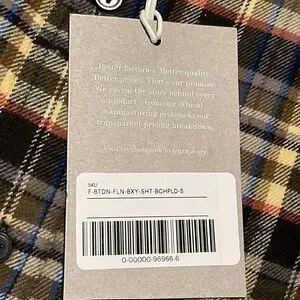 Better factories. Better quality.
Better prices. That's our promise.
We reveal the story behind every
product—from our ethical
manufacturing process to our
transparent pricing breakdown.
Visit everlane.com to learn more.
SKU
F-BTDN-FLN-BXY-SHT-BCHPLD-S
0-00000-96966.6